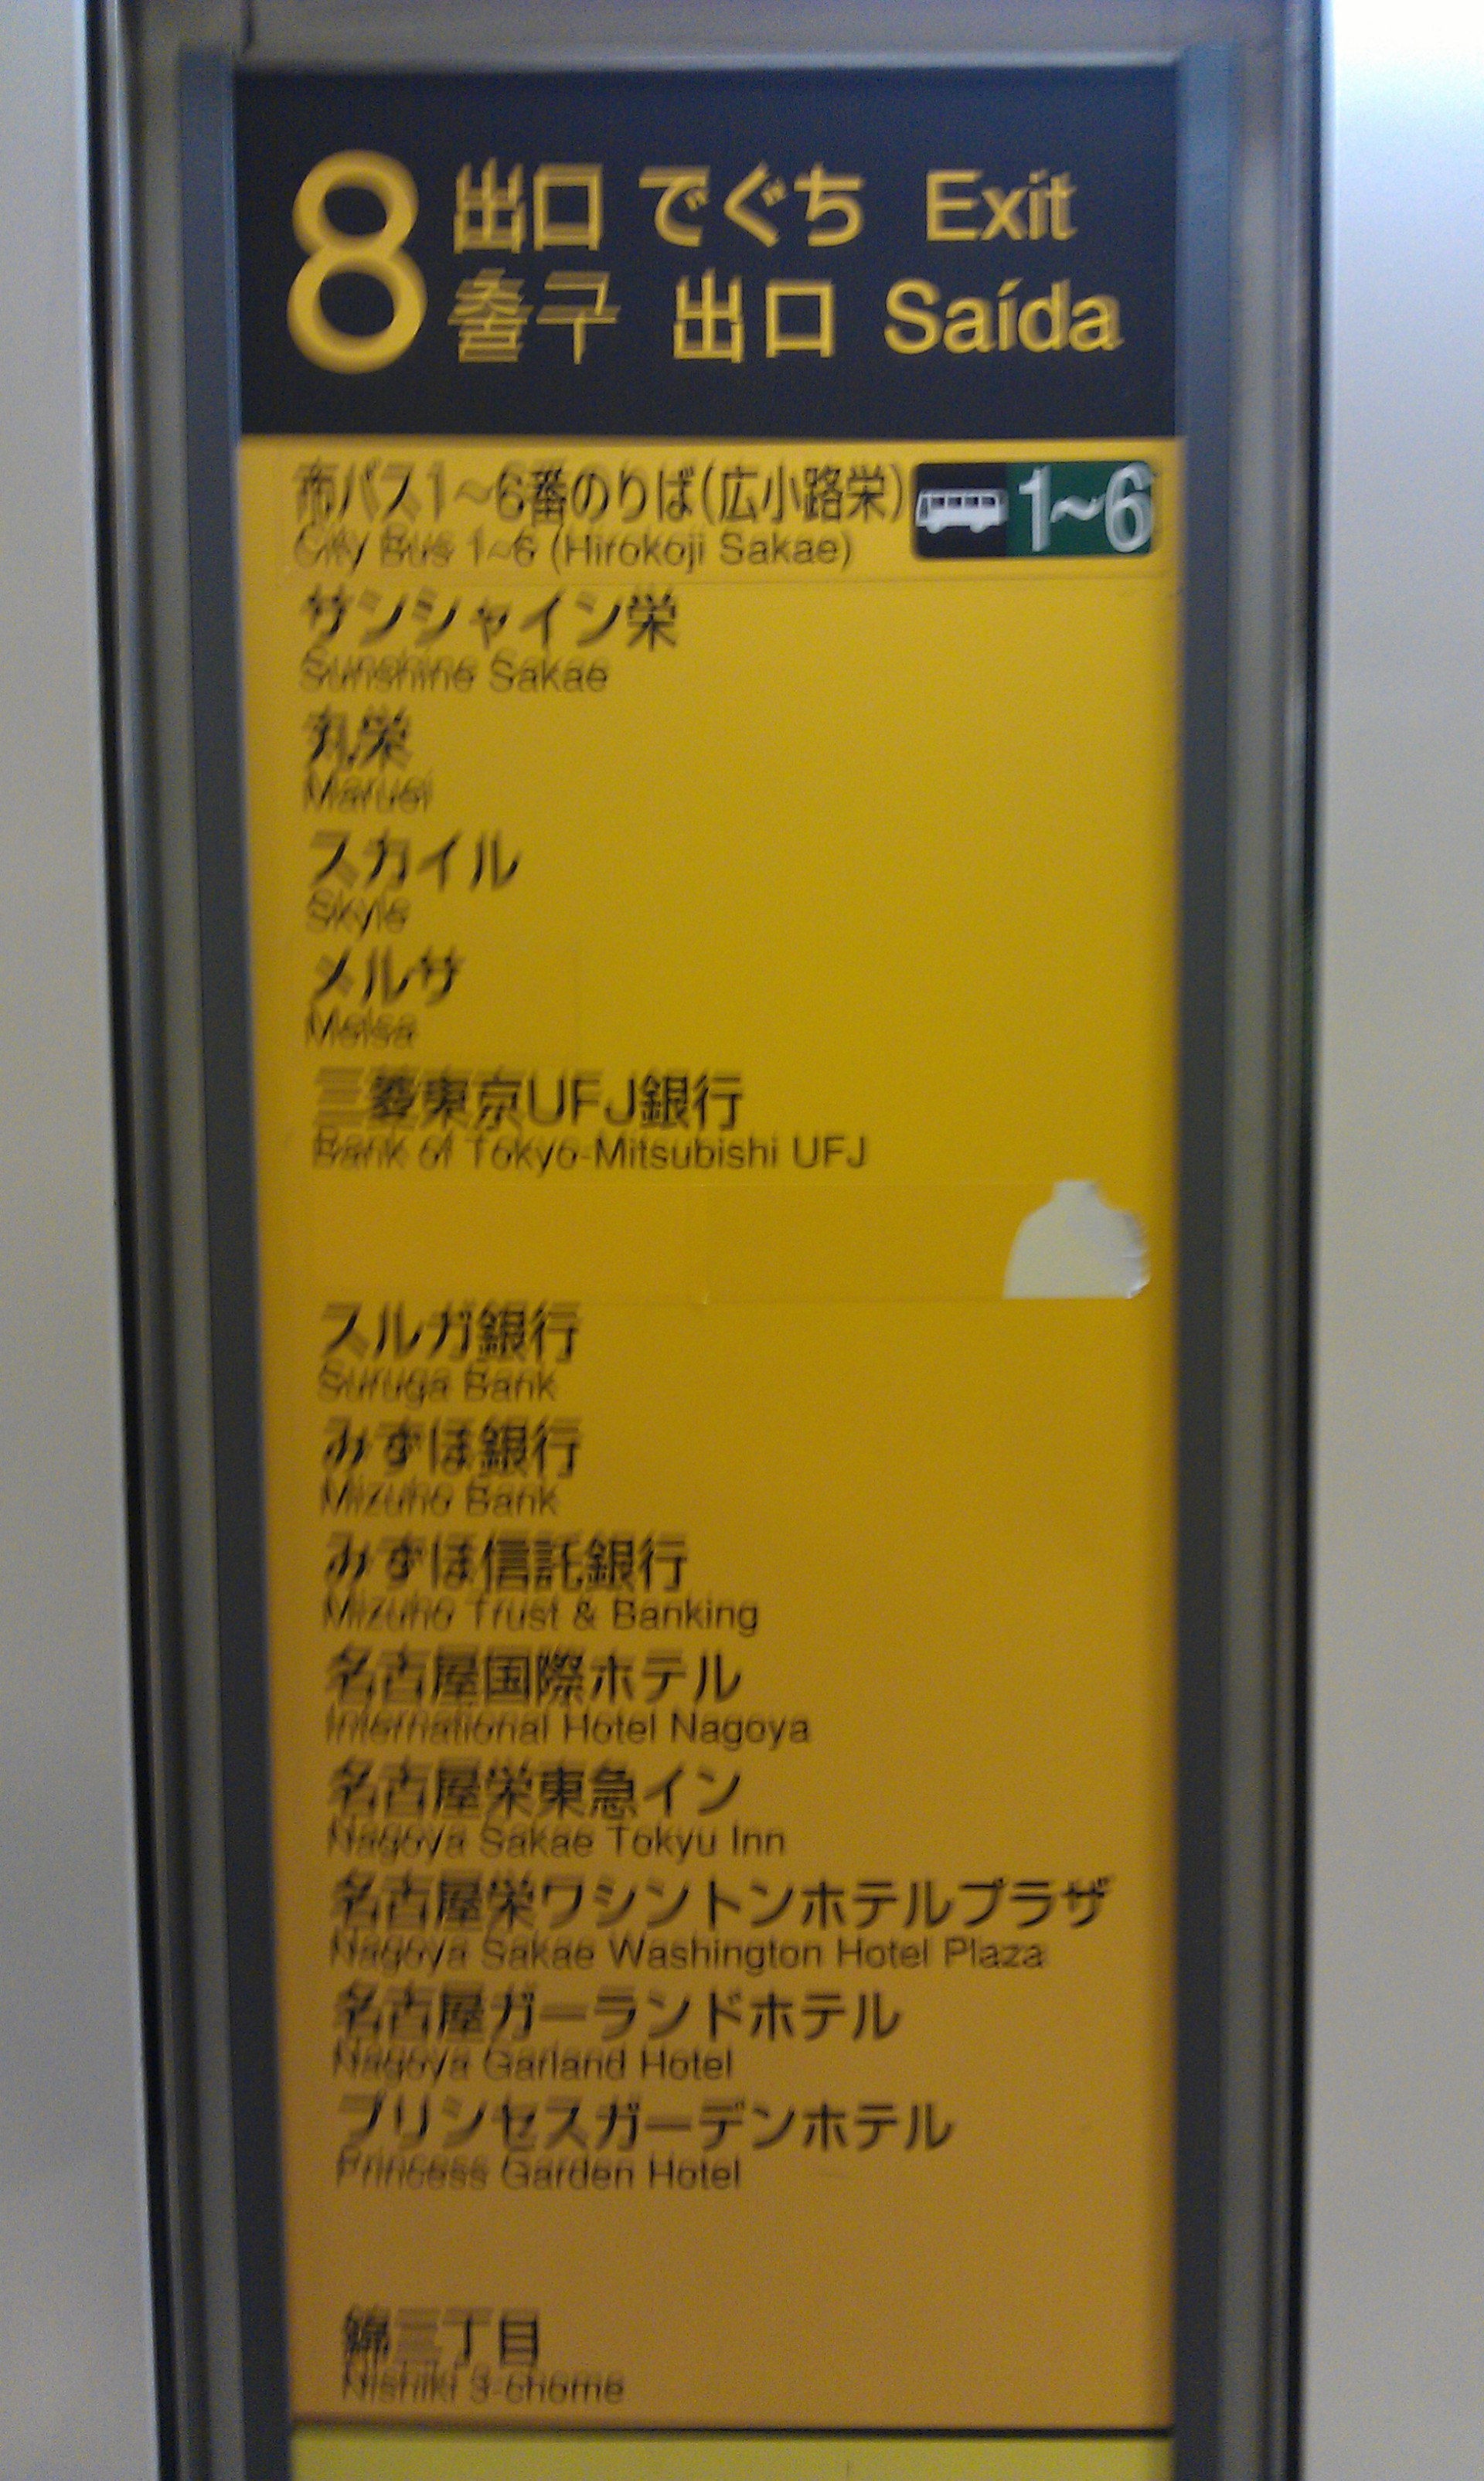 8 出口 でぐち Exit
출구 出口 Saída
市バス1~6番のりば(広小路栄) 1~6
City Bus 1~6 (Hirokoji Sakae)
サンシャイン栄
Sunshine Sakae
丸栄
Maruei
スカイル
Skyle
メルサ
Melsa
三菱東京UFJ銀行
Bank of Tokyo-Mitsubishi UFJ
スルガ銀行
Suruga Bank
みずほ銀行
Mizuho Bank
みずほ信託銀行
Mizuho Trust & Banking
名古屋国際ホテル
International Hotel Nagoya
名古屋栄東急イン
Nagoya Sakae Tokyu Inn
名古屋栄ワシントンホテルプラザ
Nagoya Sakae Washington Hotel Plaza
名古屋ガーランドホテル
Nagoya Garland Hotel
プリンセスガーデンホテル
Princess Garden Hotel
錦三丁目
Nishiki 3-chome